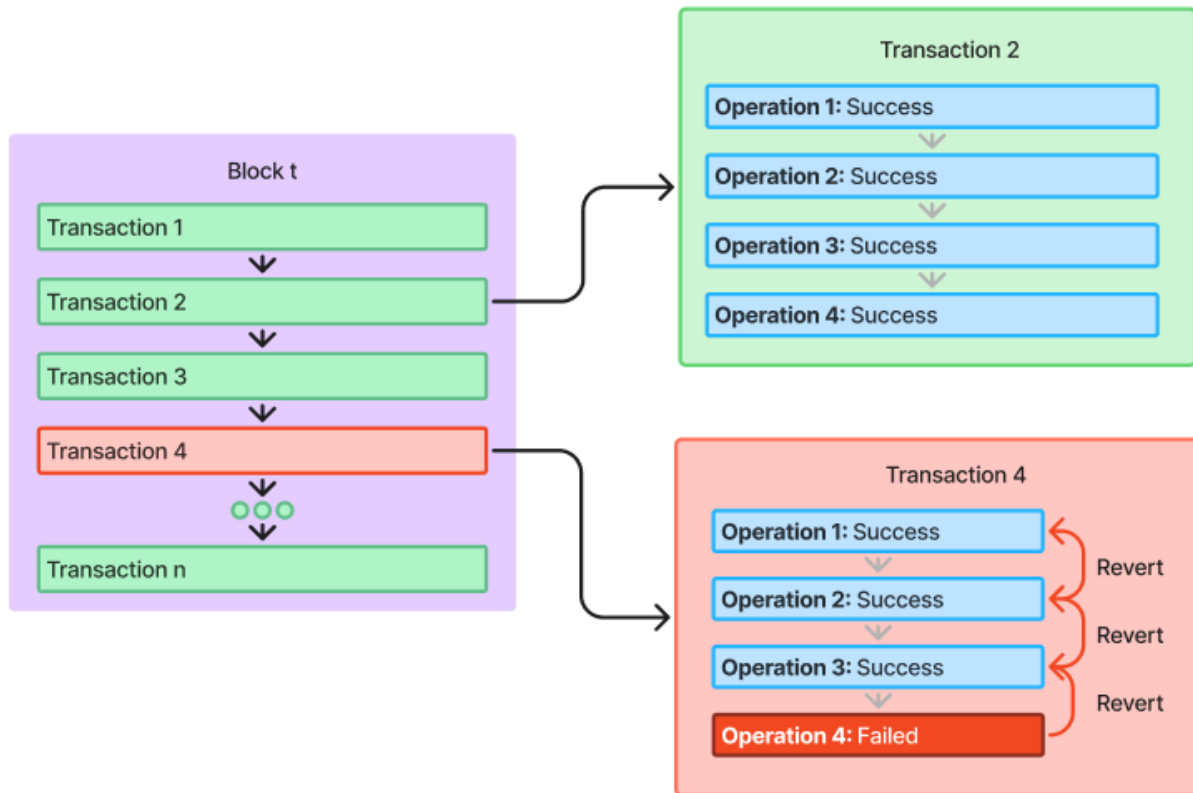 Block t
Transaction 1
Transaction 2
Transaction 3
Transaction 4
Transaction n
Transaction 2
Operation 1: Success
Operation 2: Success
Operation 3: Success
Operation 4: Success
Transaction 4
Operation 1: Success
Revert
Operation 2: Success
Revert
Operation 3: Success
Revert
Operation 4: Failed